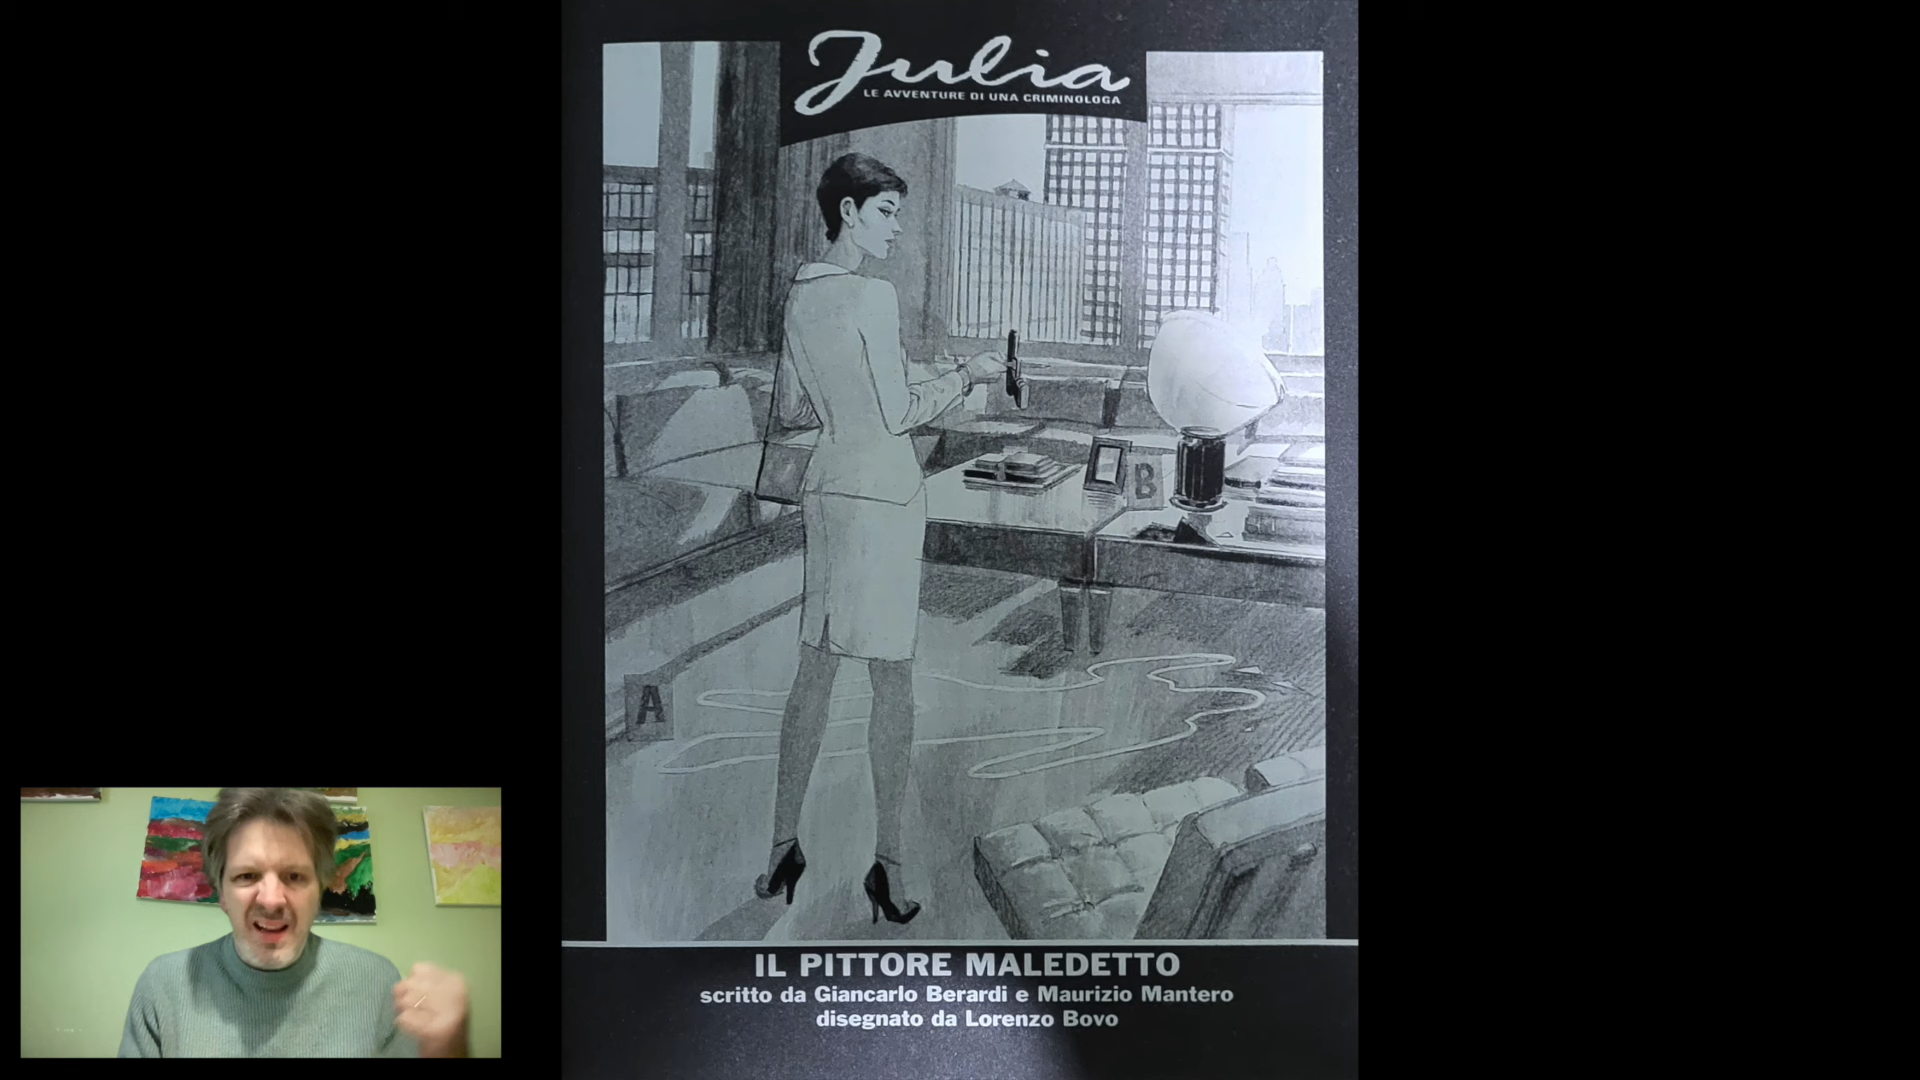 Julia
LE AVVENTURE DI UNA CRIMINOLOGA
B
A
IL PITTORE MALEDETTO
scritto da Giancarlo Berardi e Maurizio Mantero
disegnato da Lorenzo Bovo